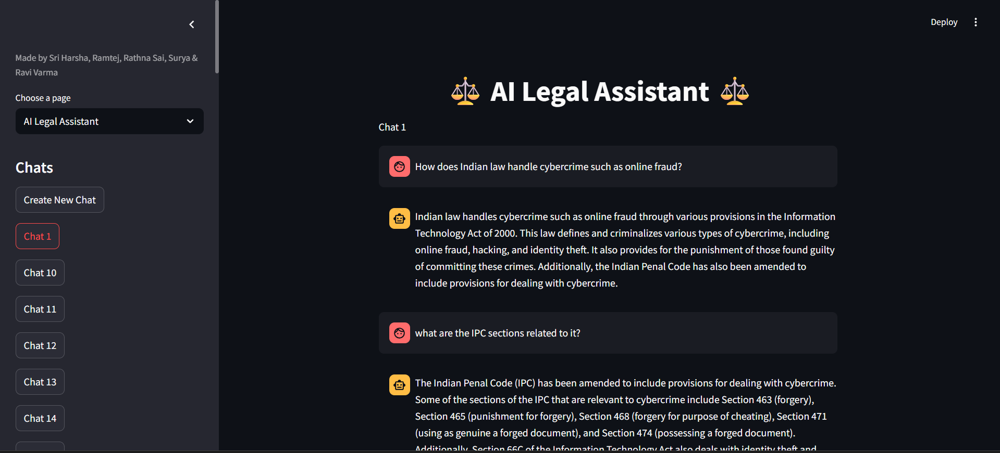 Made by Sri Harsha, Ramtej, Rathna Sai, Surya &
Ravi Varma
Choose a page
AI Legal Assistant
Chats
Create New Chat
Chat 1
Chat 10
Chat 11
Chat 12
Chat 13
Chat 14
Deploy
AI Legal Assistant
Chat 1
How does Indian law handle cybercrime such as online fraud?
Indian law handles cybercrime such as online fraud through various provisions in the Information
Technology Act of 2000. This law defines and criminalizes various types of cybercrime, including
online fraud, hacking, and identity theft. It also provides for the punishment of those found guilty
of committing these crimes. Additionally, the Indian Penal Code has also been amended to
include provisions for dealing with cybercrime.
what are the IPC sections related to it?
The Indian Penal Code (IPC) has been amended to include provisions for dealing with cybercrime.
Some of the sections of the IPC that are relevant to cybercrime include Section 463 (forgery),
Section 465 (punishment for forgery), Section 468 (forgery for purpose of cheating), Section 471
(using as genuine a forged document), and Section 474 (possessing a forged document).
Additionally, Section 66C of the Information Technology Act also deals with identity theft and